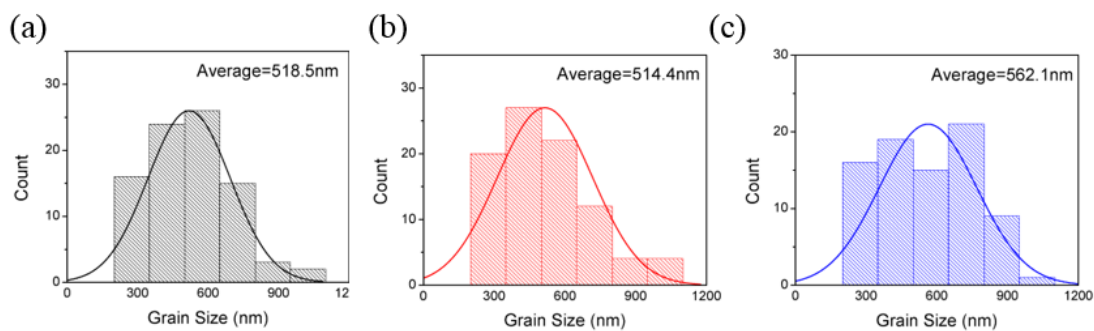 (a)
Average=518.5nm
Count
30
20
10
0
0 300 600 900 12
Grain Size (nm)
(b)
Average=514.4nm
Count
30
20
10
0
0 300 600 900 1200
Grain Size (nm)
(c)
Average=562.1nm
Count
30
20
10
0
0 300 600 900 1200
Grain Size (nm)